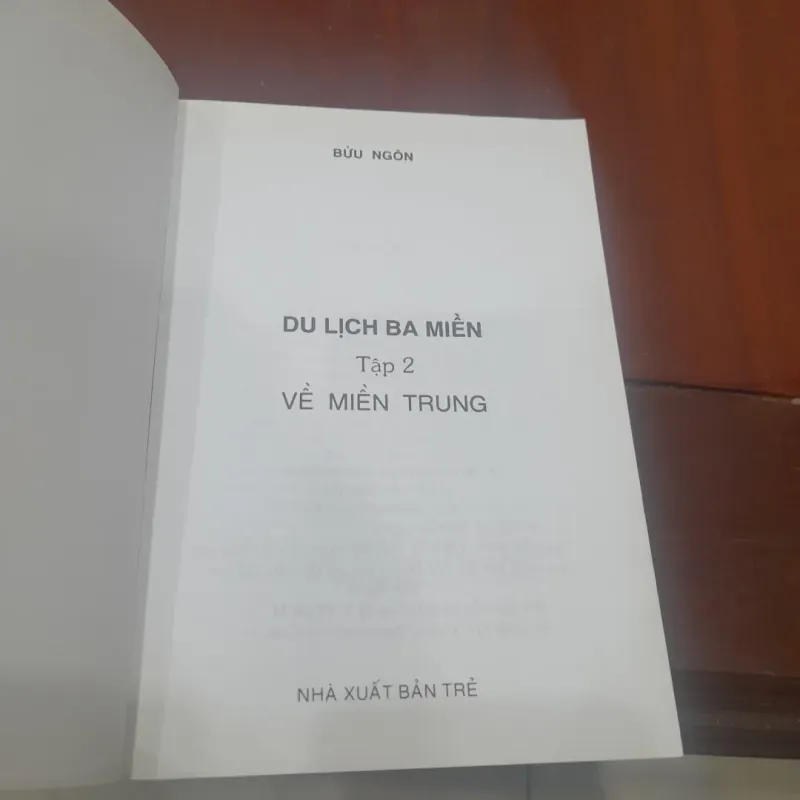 BỬU NGÔN
DU LỊCH BA MIỀN
Tập 2
VỀ MIỀN TRUNG
NHÀ XUẤT BẢN TRẺ